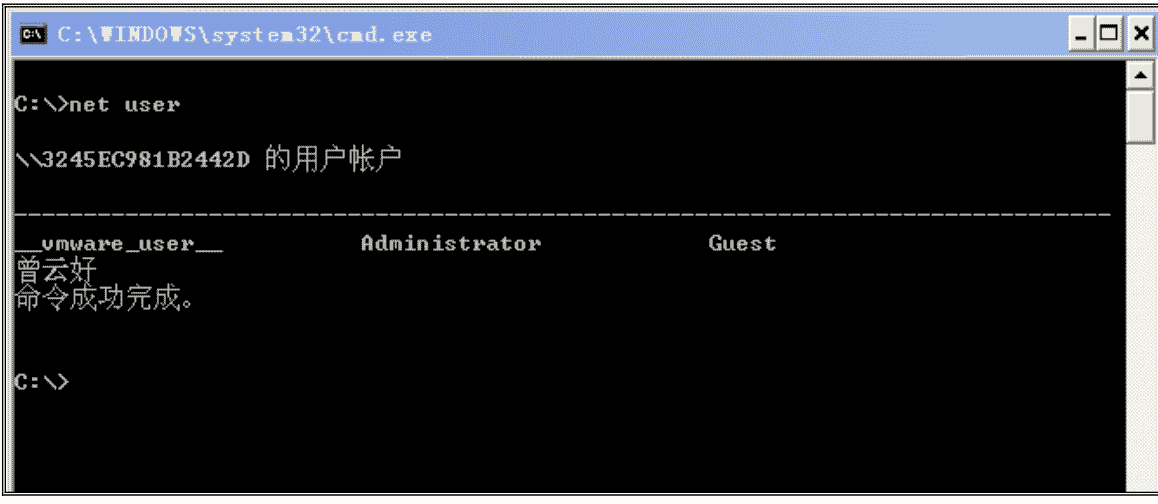 C:\WINDOWS\system32\cmd.exe
C:\>net user
\\3245EC981B2442D 的用户帐户
-------------------------------------------------------------------------------
__vmware_user__          Administrator            Guest
曾云好
命令成功完成。
C:\>